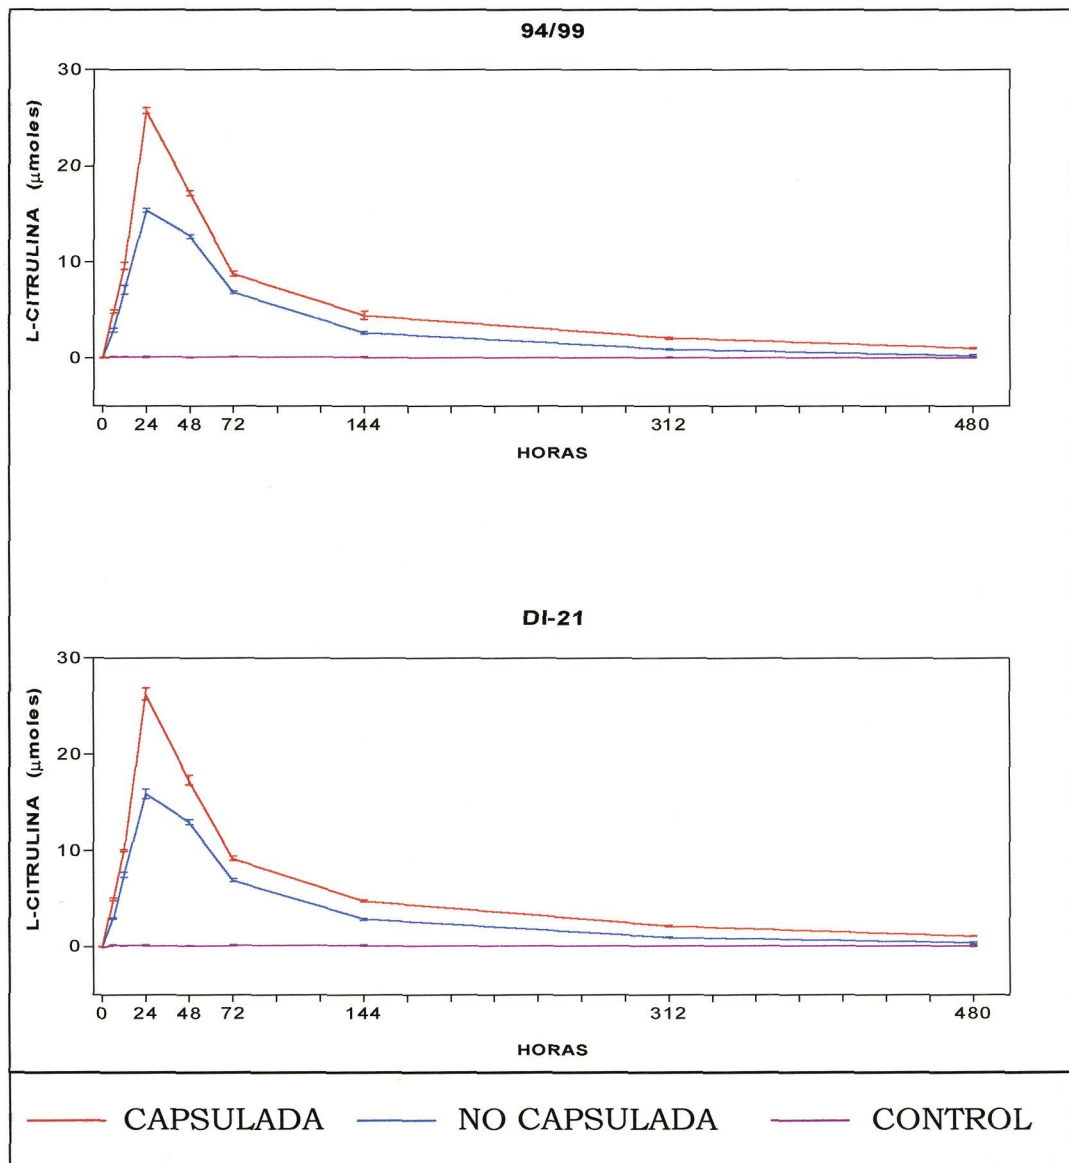 94/99
L-CITRULINA (µmoles)
30
20
10
0
0 24 48 72 144 312 480
HORAS
DI-21
L-CITRULINA (µmoles)
30
20
10
0
0 24 48 72 144 312 480
HORAS
CAPSULADA NO CAPSULADA CONTROL